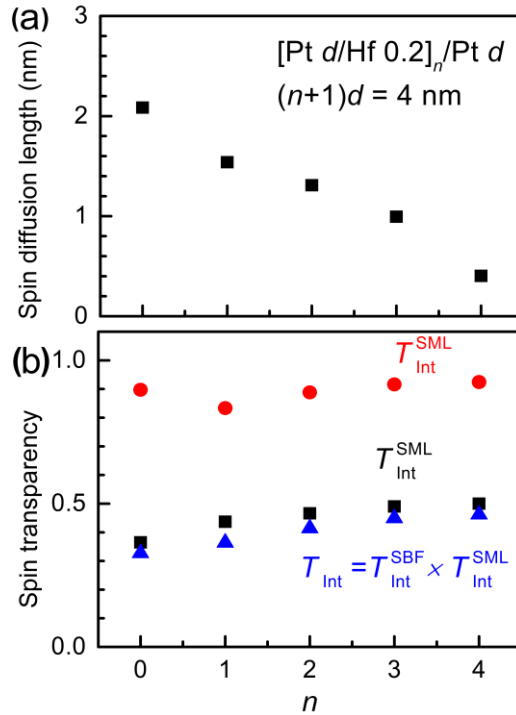 (a)
[Pt d/Hf 0.2]ₙ/Pt d
(n+1)d = 4 nm
Spin diffusion length (nm)
3
2
1
0
(b)
T_Int^SML
T_Int^SML
T_Int = T_Int^SBF × T_Int^SML
Spin transparency
1.0
0.5
0.0
0 1 2 3 4
n